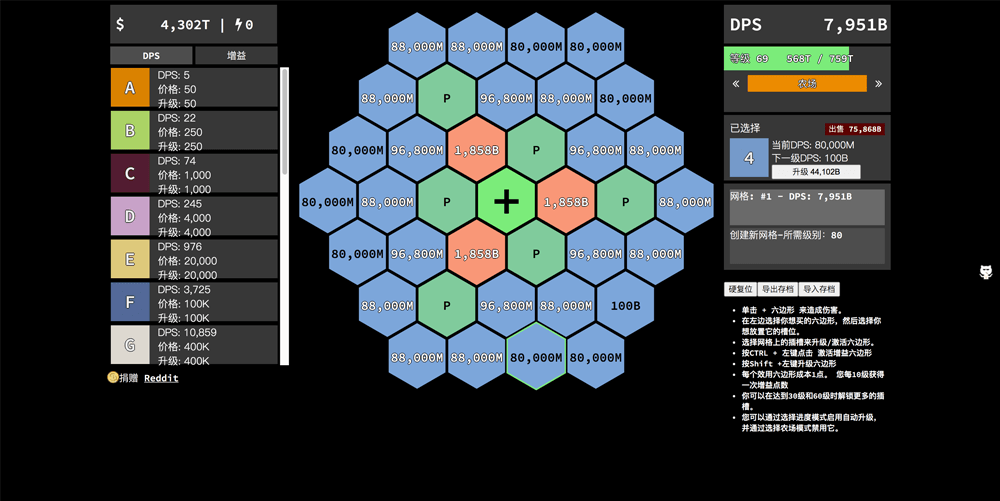 $ 4,302T | 0
DPS 增益
A
DPS: 5
价格: 50
升级: 50
B
DPS: 22
价格: 250
升级: 250
C
DPS: 74
价格: 1,000
升级: 1,000
D
DPS: 245
价格: 4,000
升级: 4,000
E
DPS: 976
价格: 20,000
升级: 20,000
F
DPS: 3,725
价格: 100K
升级: 100K
G
DPS: 10,859
价格: 400K
升级: 400K
捐赠 Reddit
88,000M 88,000M 80,000M 80,000M
88,000M P 96,800M 88,000M 80,000M
80,000M 96,800M 1,858B P 96,800M 88,000M
80,000M 88,000M P + 1,858B P 88,000M
80,000M 96,800M 1,858B P 96,800M 88,000M
88,000M P 96,800M 88,000M 100B
88,000M 88,000M 80,000M 80,000M
DPS 7,951B
等级 69 568T / 759T
« 农场 »
已选择 出售 75,868B
4
当前DPS: 80,000M
下一级DPS: 100B
升级 44,102B
网格: #1 - DPS: 7,951B
创建新网格-所需级别: 80
硬复位 导出存档 导入存档
• 单击 + 六边形 来造成伤害。
• 在左边选择你想买的六边形，然后选择你
想放置它的槽位。
• 选择网格上的插槽来升级/激活六边形。
• 按CTRL + 左键点击 激活增益六边形
• 按Shift +左键升级六边形
• 每个效用六边形成本1点。 您每10级获得
一次增益点数
• 你可以在达到30级和60级时解锁更多的插
槽。
• 您可以通过选择进度模式启用自动升级，
并通过选择农场模式禁用它。